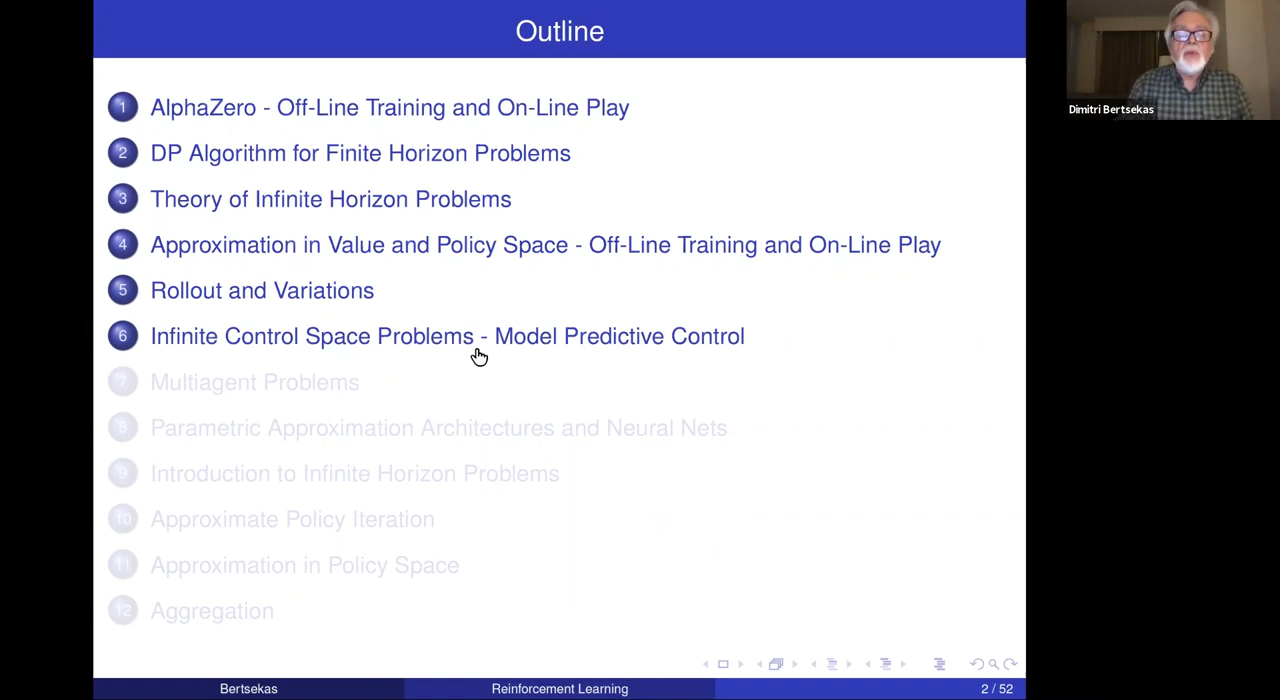 Outline
Dimitri Bertsekas
1 AlphaZero - Off-Line Training and On-Line Play
2 DP Algorithm for Finite Horizon Problems
3 Theory of Infinite Horizon Problems
4 Approximation in Value and Policy Space - Off-Line Training and On-Line Play
5 Rollout and Variations
6 Infinite Control Space Problems - Model Predictive Control
7 Multiagent Problems
8 Parametric Approximation Architectures and Neural Nets
9 Introduction to Infinite Horizon Problems
10 Approximate Policy Iteration
11 Approximation in Policy Space
12 Aggregation
Bertsekas Reinforcement Learning 2 / 52